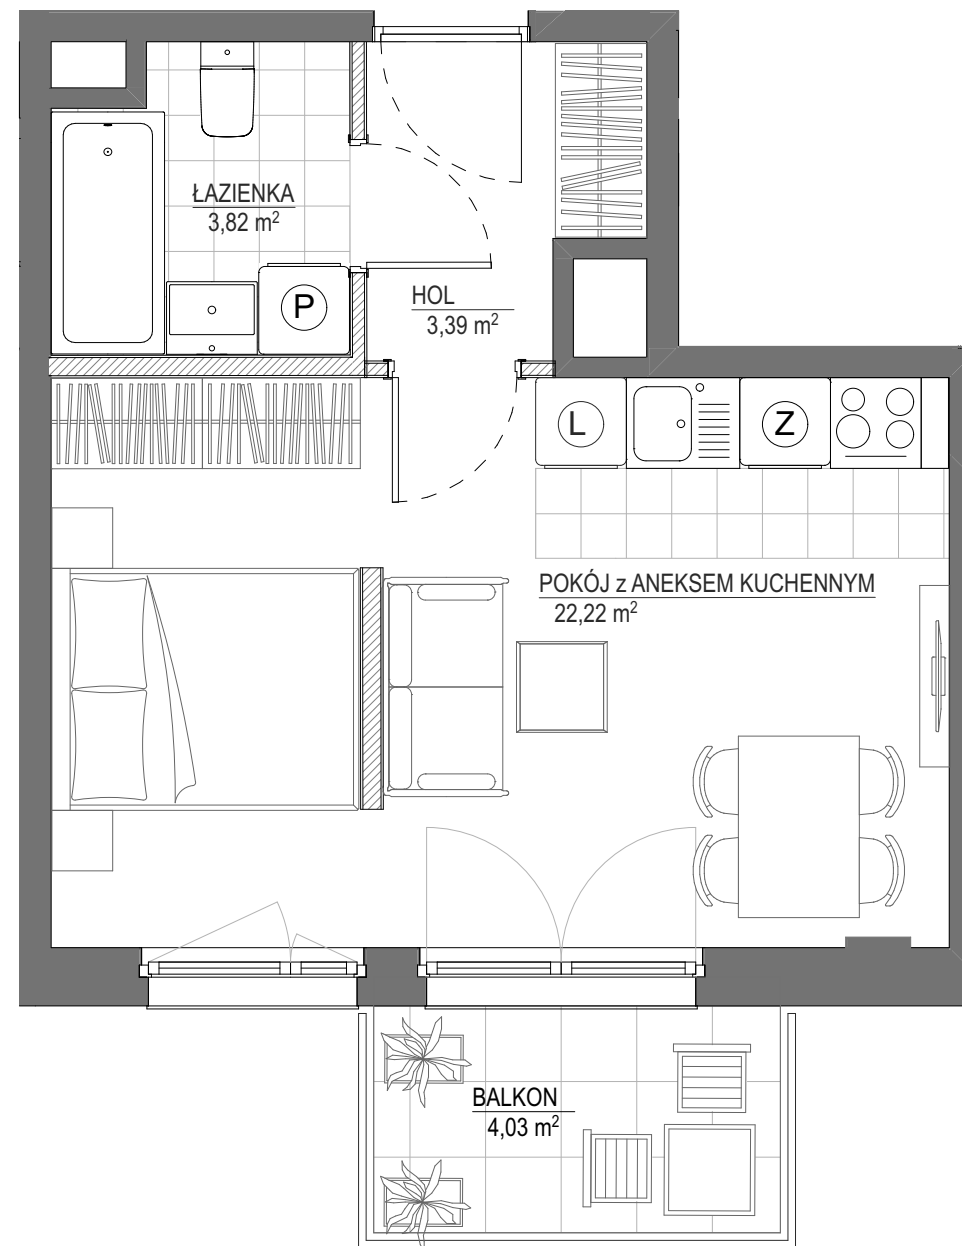 ŁAZIENKA
3,82 m²
P
HOL
3,39 m²
L
Z
POKÓJ z ANEKSEM KUCHENNYM
22,22 m²
BALKON
4,03 m²